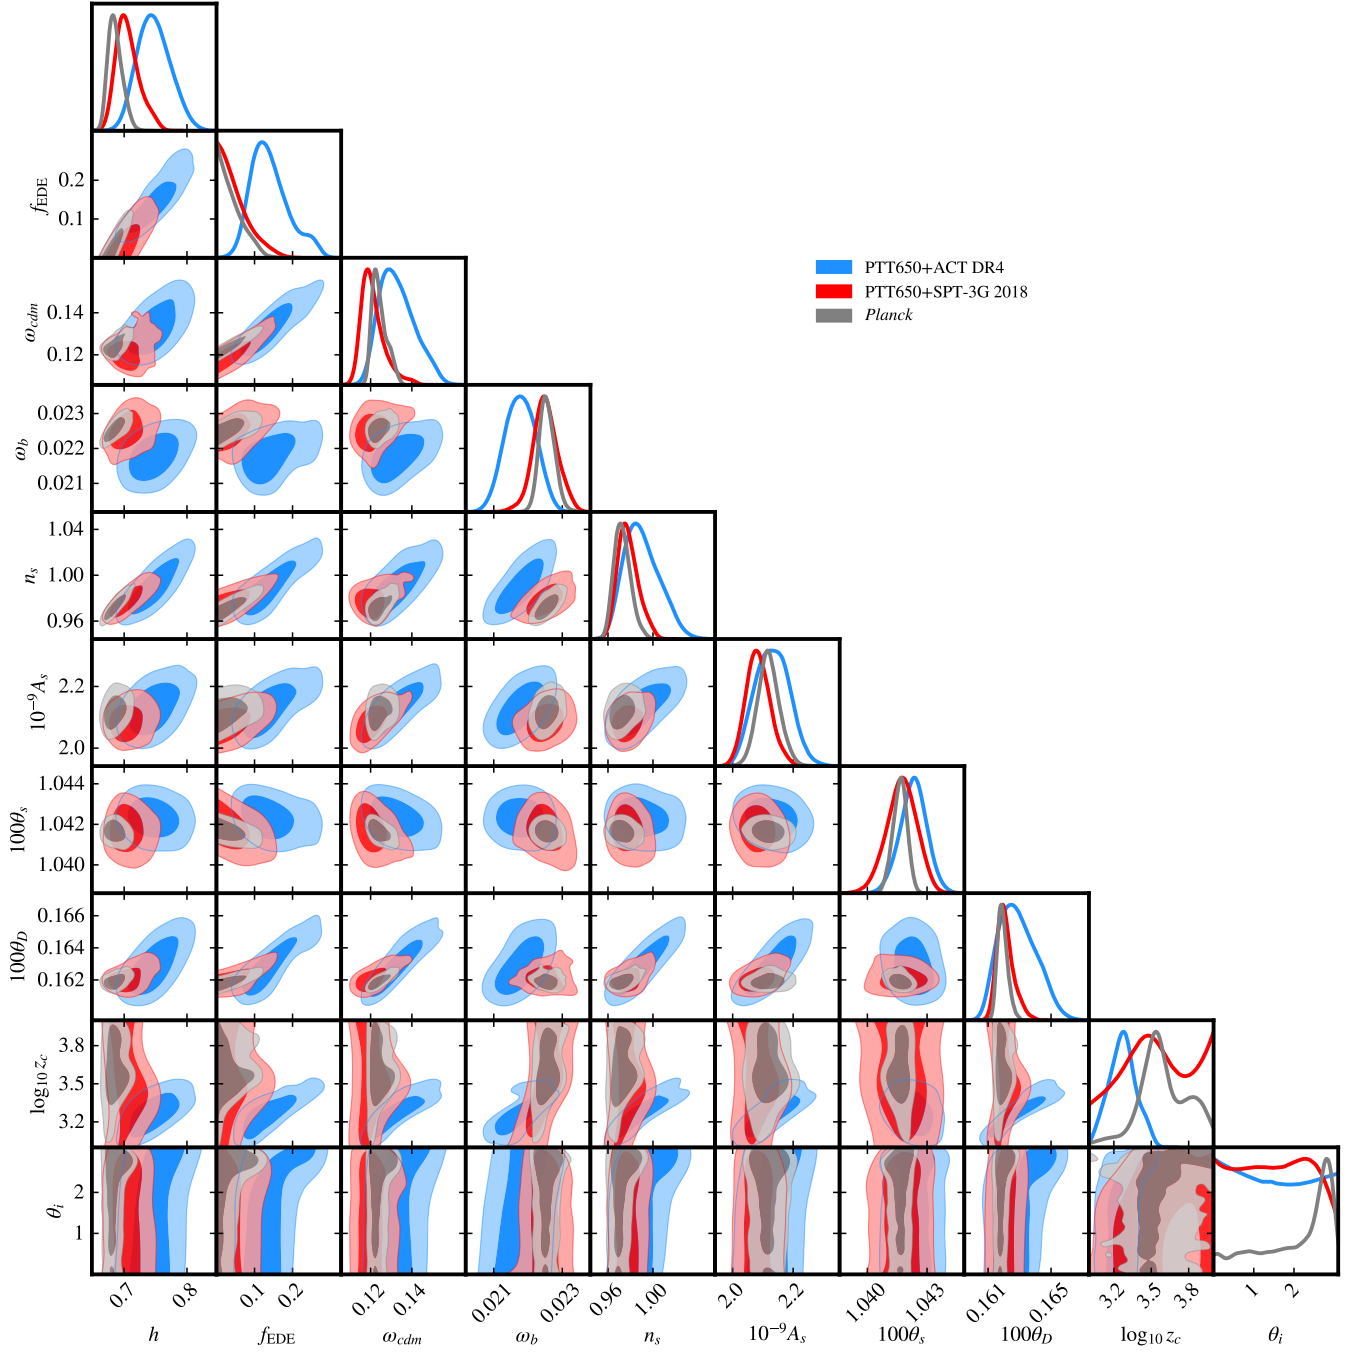 f_EDE
0.2
0.1
ω_cdm
0.14
0.12
ω_b
0.023
0.022
0.021
n_s
1.04
1.00
0.96
10⁻⁹A_s
2.2
2.0
100θ_s
1.044
1.042
1.040
100θ_D
0.166
0.164
0.162
log₁₀ z_c
3.8
3.5
3.2
θ_i
2
1
PTT650+ACT DR4
PTT650+SPT-3G 2018
Planck
0.7 0.8
0.1 0.2
0.12 0.14
0.021 0.023
0.96 1.00
2.0 2.2
1.040 1.043
0.161 0.165
3.2 3.5 3.8
1 2
h
f_EDE
ω_cdm
ω_b
n_s
10⁻⁹A_s
100θ_s
100θ_D
log₁₀ z_c
θ_i